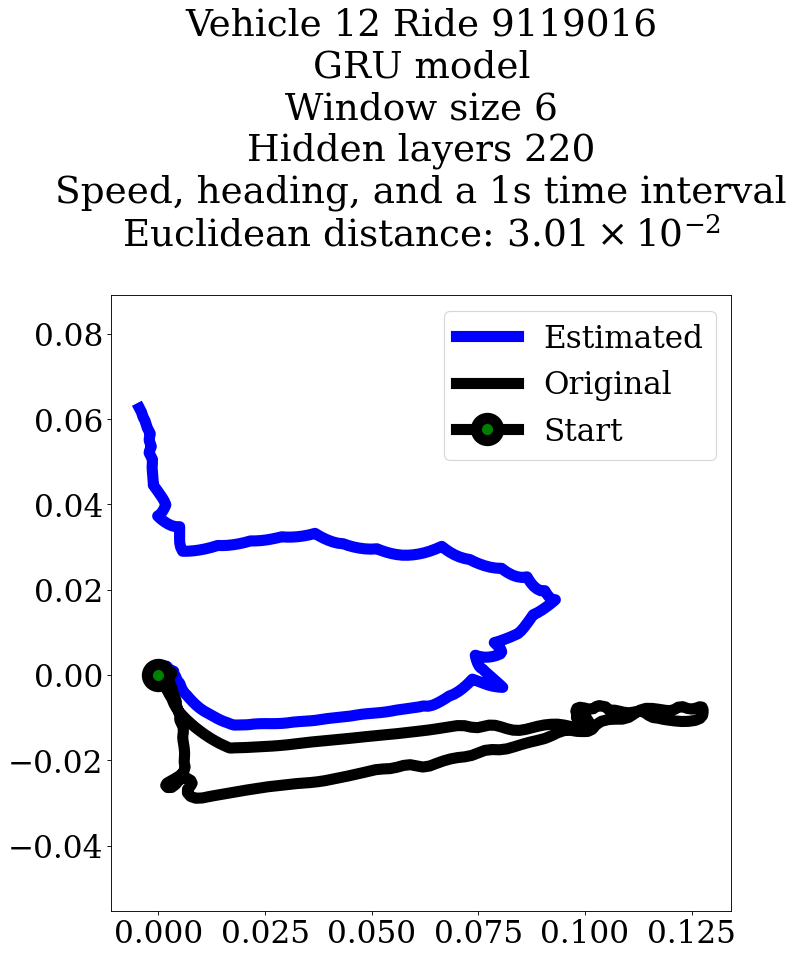 Vehicle 12 Ride 9119016
GRU model
Window size 6
Hidden layers 220
Speed, heading, and a 1s time interval
Euclidean distance: 3.01 × 10⁻²
Estimated
Original
Start
0.08
0.06
0.04
0.02
0.00
−0.02
−0.04
0.000 0.025 0.050 0.075 0.100 0.125